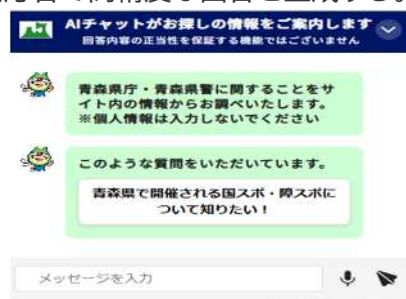 AIチャットがお探しの情報をご案内します
回答内容の正当性を保証する機能ではございません
青森県庁・青森県警に関することをサ
イト内の情報からお調べいたします。
※個人情報は入力しないでください
このような質問をいただいています。
青森県で開催される国スポ・障スポに
ついて知りたい！
メッセージを入力